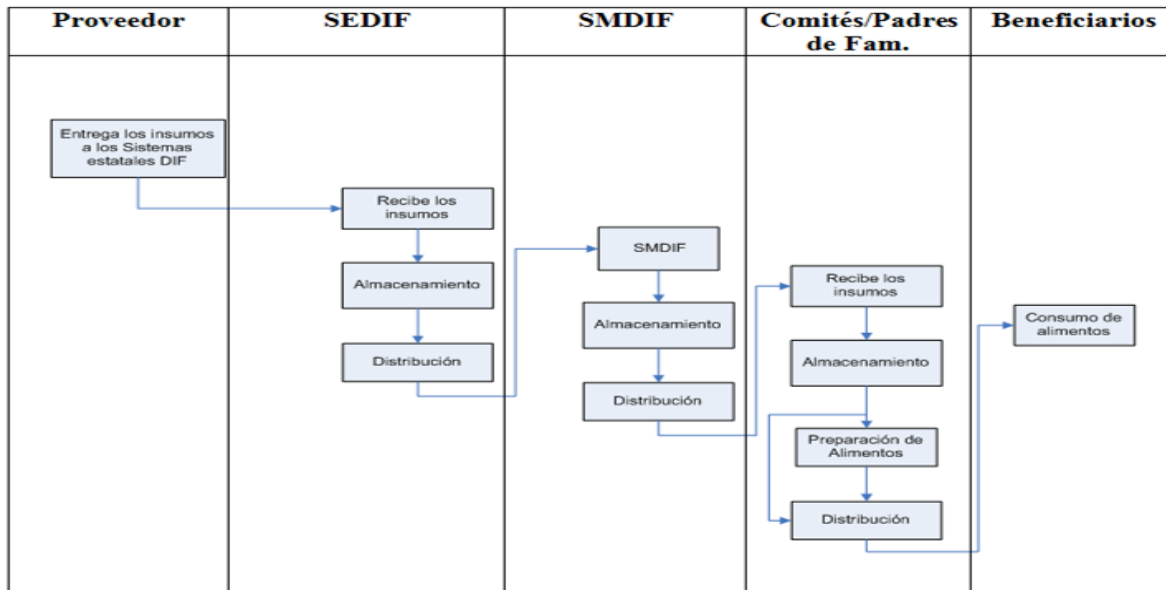 Proveedor
SEDIF
SMDIF
Comités/Padres
de Fam.
Beneficiarios
Entrega los insumos
a los Sistemas
estatales DIF
Recibe los
insumos
Almacenamiento
Distribución
SMDIF
Almacenamiento
Distribución
Recibe los
insumos
Almacenamiento
Preparación de
Alimentos
Distribución
Consumo de
alimentos